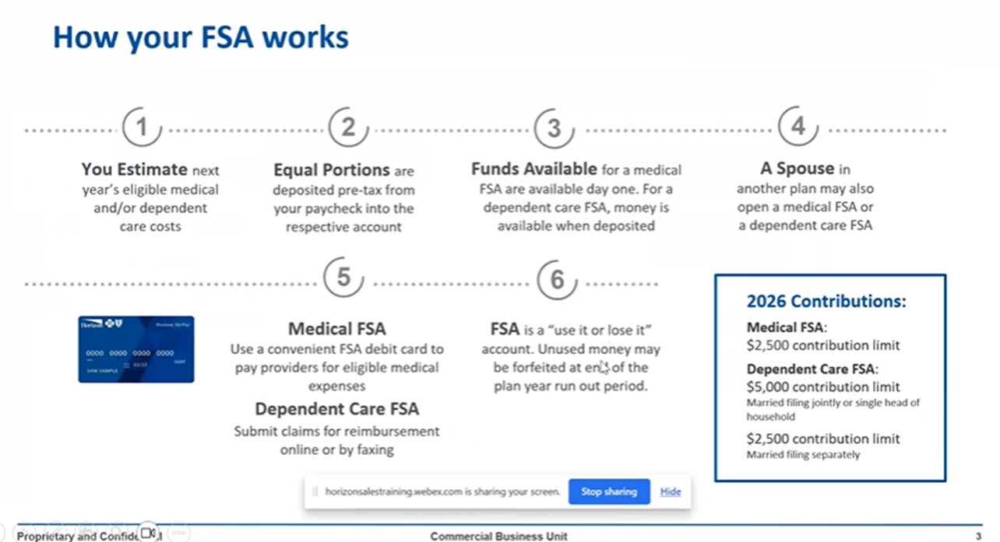 How your FSA works
1
You Estimate next
year's eligible medical
and/or dependent
care costs
2
Equal Portions are
deposited pre-tax from
your paycheck into the
respective account
3
Funds Available for a medical
FSA are available day one. For a
dependent care FSA, money is
available when deposited
4
A Spouse in
another plan may also
open a medical FSA or
a dependent care FSA
Horizon
0000 0000 0000 0000
DEBIT
SAM SAMPLE
5
Medical FSA
Use a convenient FSA debit card to
pay providers for eligible medical
expenses
Dependent Care FSA
Submit claims for reimbursement
online or by faxing
6
FSA is a “use it or lose it”
account. Unused money may
be forfeited at end of the
plan year run out period.
2026 Contributions:
Medical FSA:
$2,500 contribution limit
Dependent Care FSA:
$5,000 contribution limit
Married filing jointly or single head of
household
$2,500 contribution limit
Married filing separately
horizonsalestraining.webex.com is sharing your screen.
Stop sharing
Hide
Proprietary and Confidential
Commercial Business Unit
3